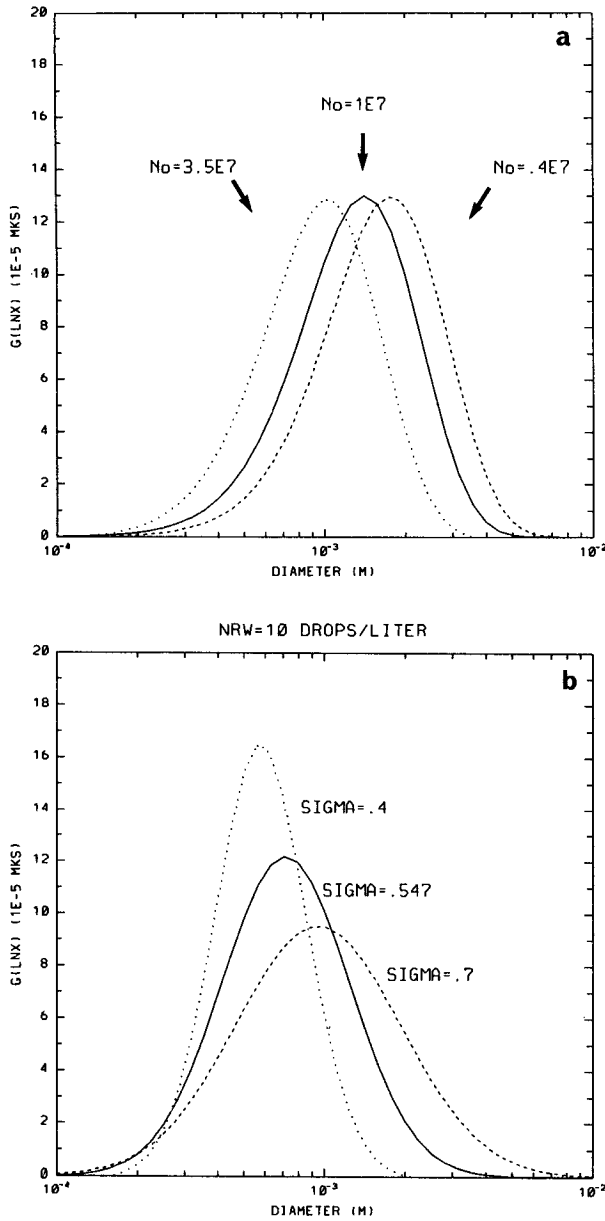 a
20
18
16
14
12
10
8
6
4
2
0
G(LNX) (1E-5 MKS)
No=1E7
No=3.5E7
No=.4E7
10-4
10-3
10-2
DIAMETER (M)
NRW=10 DROPS/LITER
b
20
18
16
14
12
10
8
6
4
2
0
G(LNX) (1E-5 MKS)
SIGMA=.4
SIGMA=.547
SIGMA=.7
10-4
10-3
10-2
DIAMETER (M)